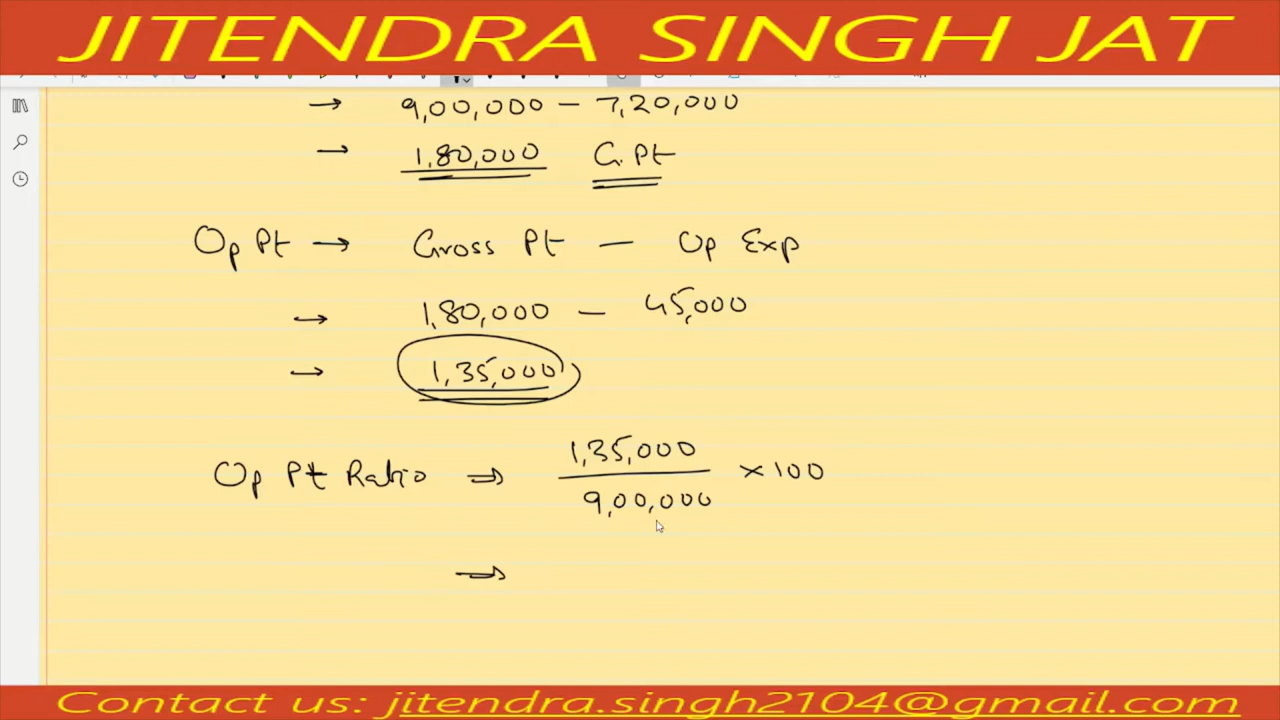 JITENDRA SINGH JAT
→ 9,00,000 − 7,20,000
→ 1,80,000 G.Pt
Op Pt → Gross Pt − Op Exp
→ 1,80,000 − 45,000
→ 1,35,000
Op Pt Ratio ⇒ 1,35,000
9,00,000 × 100
⇒
Contact us: jitendra.singh2104@gmail.com